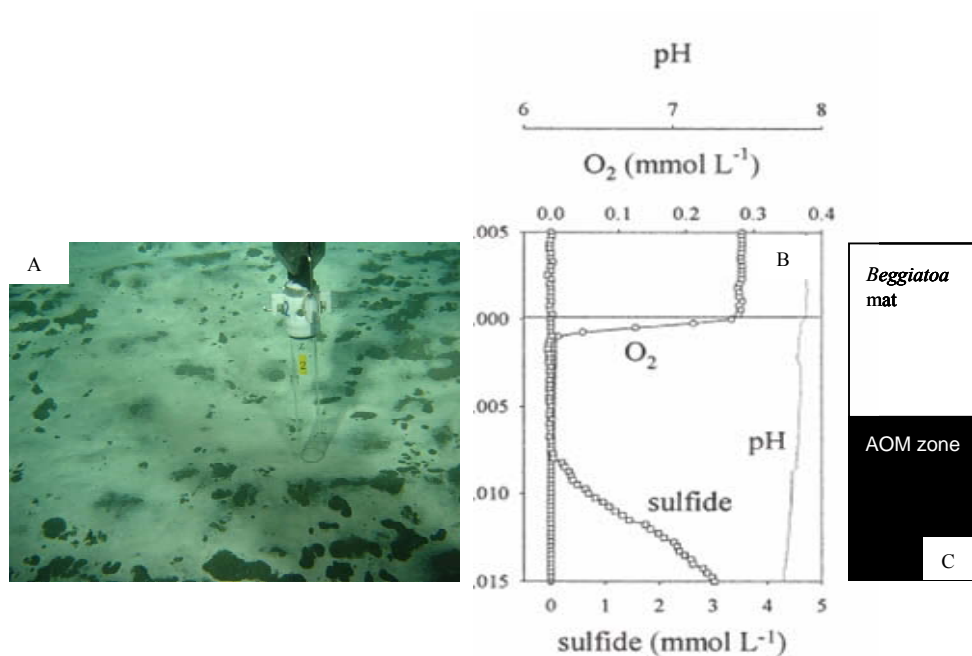 A
2
pH
6 7 8
O₂ (mmol L⁻¹)
0.0 0.1 0.2 0.3 0.4
.005
.000
.005
.010
.015
B
O₂
pH
sulfide
0 1 2 3 4 5
sulfide (mmol L⁻¹)
Beggiatoa
mat
AOM zone
C